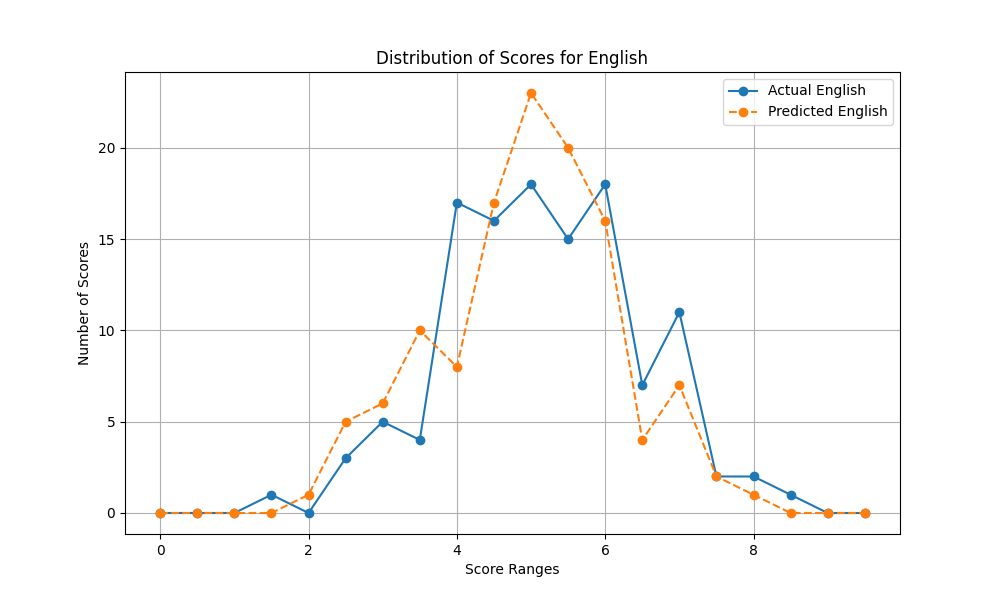 Distribution of Scores for English
Actual English
Predicted English
Number of Scores
20
15
10
5
0
0 2 4 6 8
Score Ranges